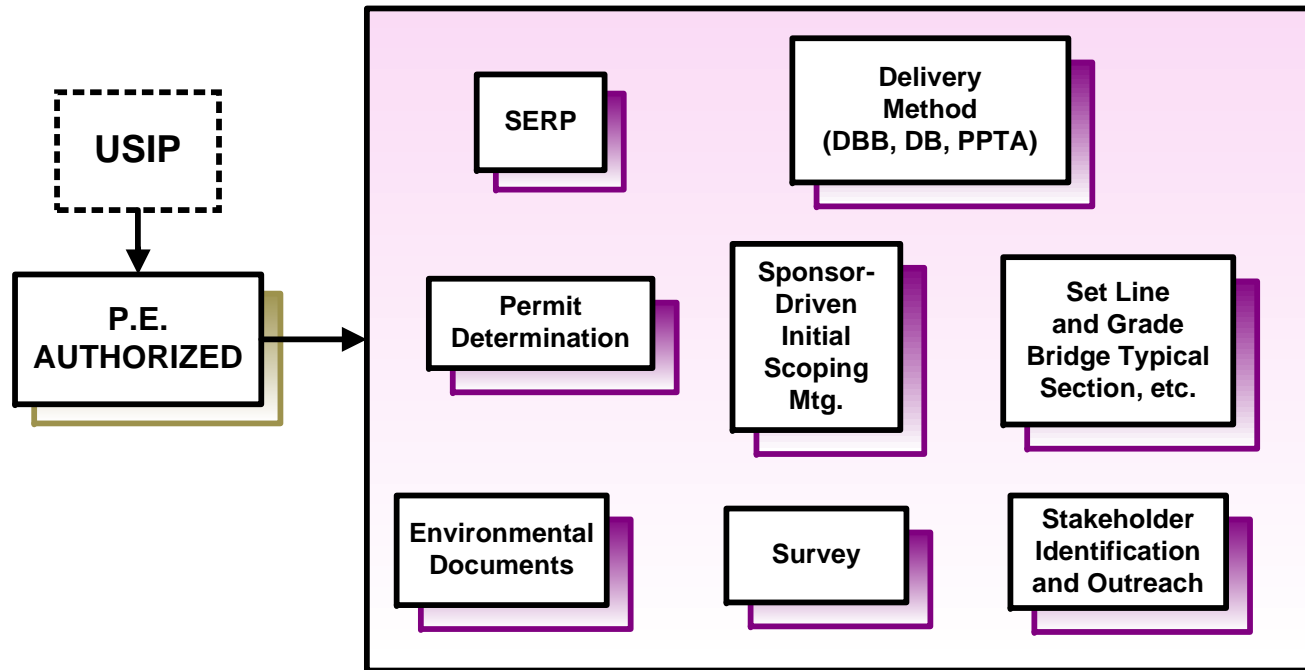 USIP
P.E.
AUTHORIZED
SERP
Delivery
Method
(DBB, DB, PPTA)
Permit
Determination
Sponsor-
Driven
Initial
Scoping
Mtg.
Set Line
and Grade
Bridge Typical
Section, etc.
Environmental
Documents
Survey
Stakeholder
Identification
and Outreach